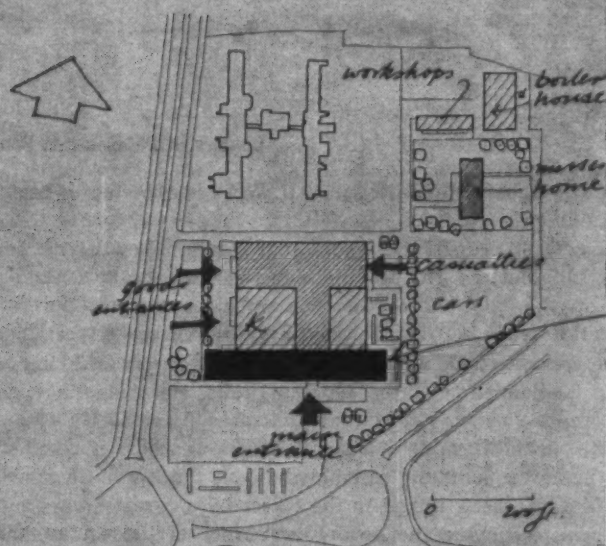 workshops
boiler
house
nurses
home
casualties
goods
entrances
cars
main
entrance
0 200ft.